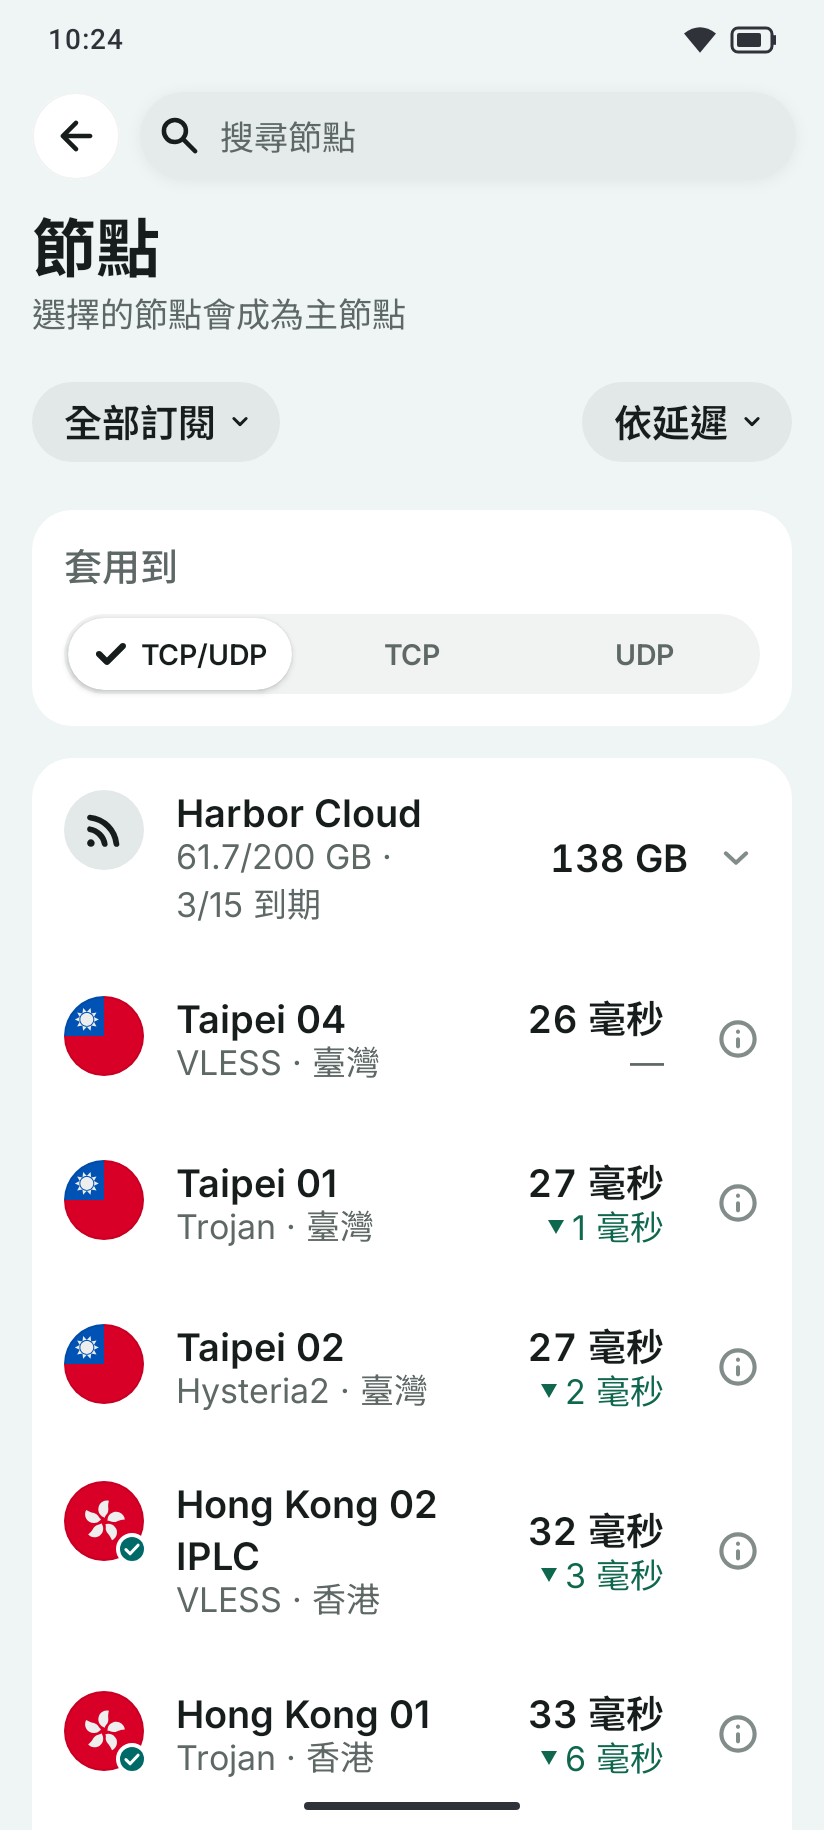 10:24
搜尋節點
節點
選擇的節點會成為主節點
全部訂閱
依延遲
套用到
TCP/UDP
TCP
UDP
Harbor Cloud
61.7/200 GB ·
3/15 到期
138 GB
Taipei 04
VLESS · 臺灣
26 毫秒
—
Taipei 01
Trojan · 臺灣
27 毫秒
▼1 毫秒
Taipei 02
Hysteria2 · 臺灣
27 毫秒
▼2 毫秒
Hong Kong 02
IPLC
VLESS · 香港
32 毫秒
▼3 毫秒
Hong Kong 01
Trojan · 香港
33 毫秒
▼6 毫秒